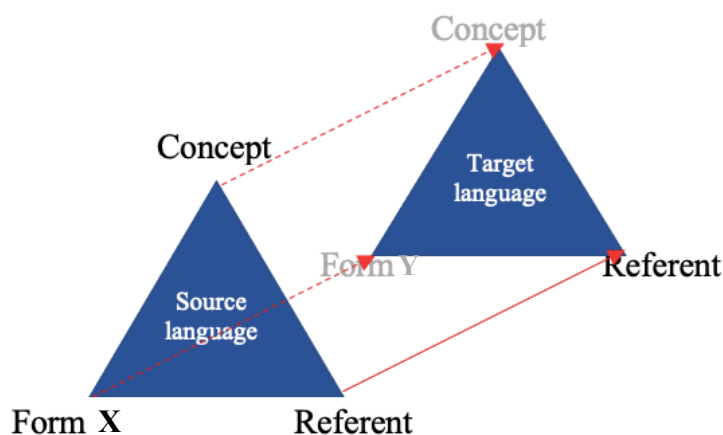 Concept
Concept
Target
language
Form Y
Referent
Source
language
Form X
Referent